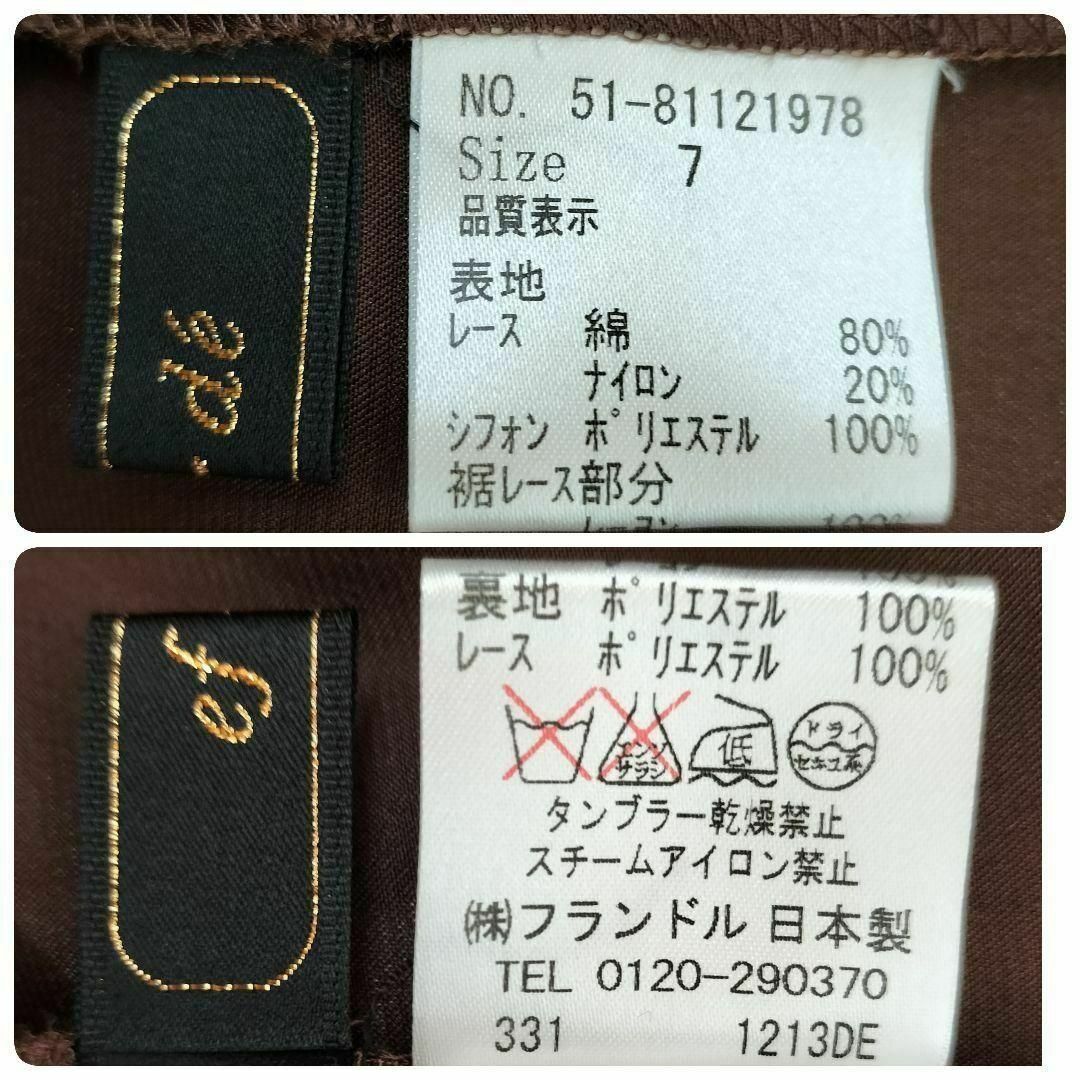 -dé
NO. 51-81121978
Size 7
品質表示
表地
レース 綿 80%
ナイロン 20%
シフォン ポリエステル 100%
裾レース部分
ef
裏地 ポリエステル 100%
レース ポリエステル 100%
エンソサラシ
低
ドライ
セキユ系
タンブラー乾燥禁止
スチームアイロン禁止
㈱フランドル 日本製
TEL 0120-290370
331 1213DE